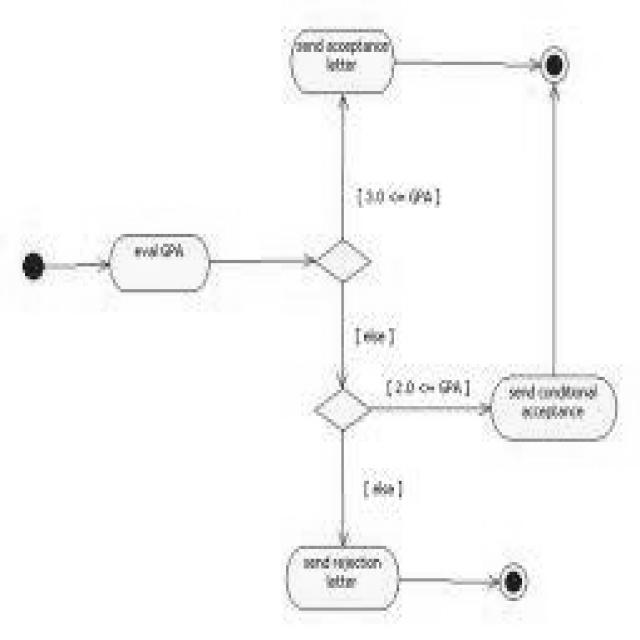 send acceptance
letter
[ 3.0 <= GPA ]
eval GPA
[ else ]
[ 2.0 <= GPA ]
send conditional
acceptance
[ else ]
send rejection
letter